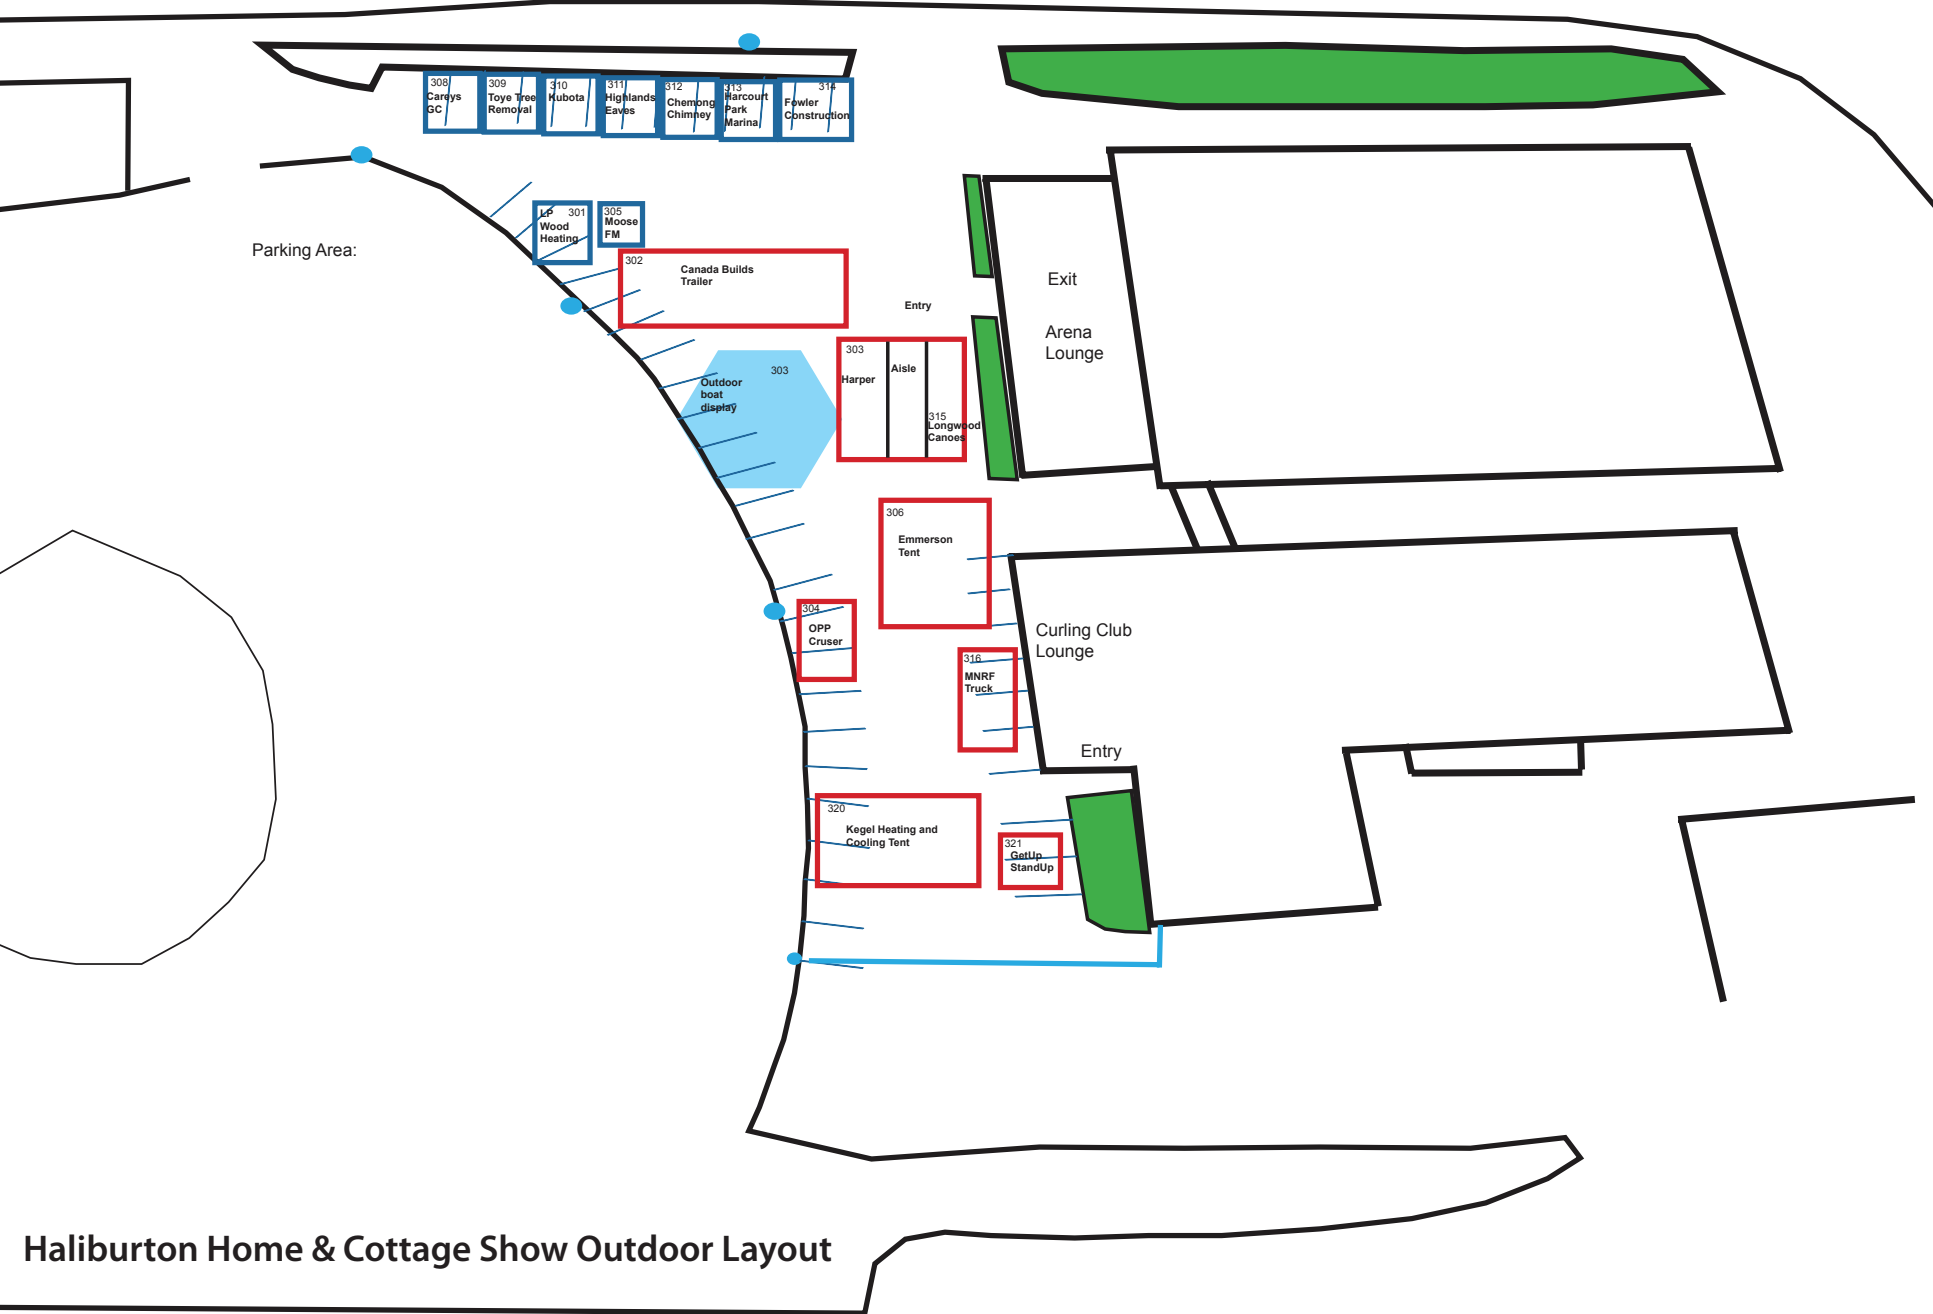 308
Careys
GC
309
Toye Tree
Removal
310
Kubota
311
Highlands
Eaves
312
Chemong
Chimney
313
Harcourt
Park
Marina
314
Fowler
Construction
LP 301
Wood
Heating
305
Moose
FM
Parking Area:
302
Canada Builds
Trailer
Entry
Exit
Arena
Lounge
303
Outdoor
boat
display
303
Harper
Aisle
315
Longwood
Canoes
306
Emmerson
Tent
304
OPP
Cruser
316
MNRF
Truck
Curling Club
Lounge
Entry
320
Kegel Heating and
Cooling Tent
321
GetUp
StandUp
Haliburton Home & Cottage Show Outdoor Layout